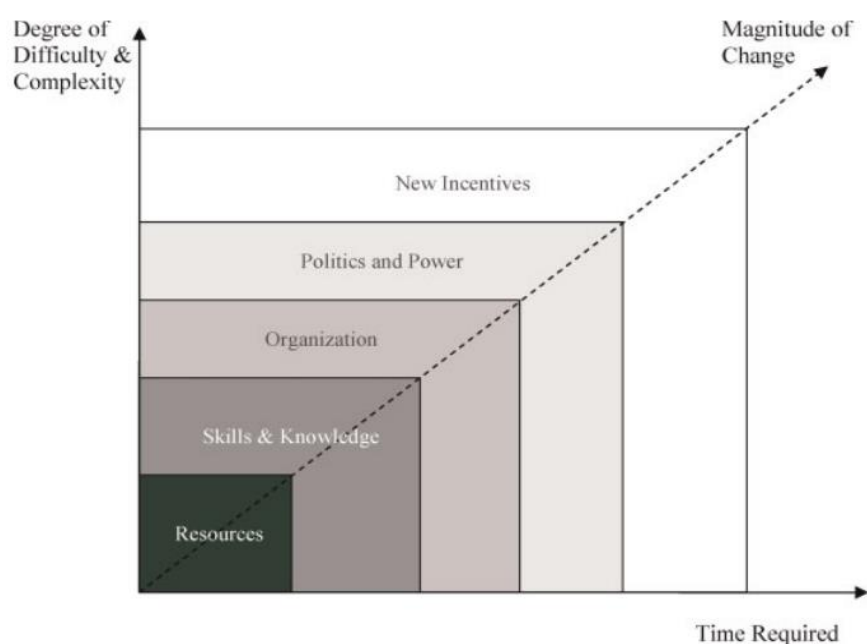 Degree of
Difficulty &
Complexity
Magnitude of
Change
New Incentives
Politics and Power
Organization
Skills & Knowledge
Resources
Time Required